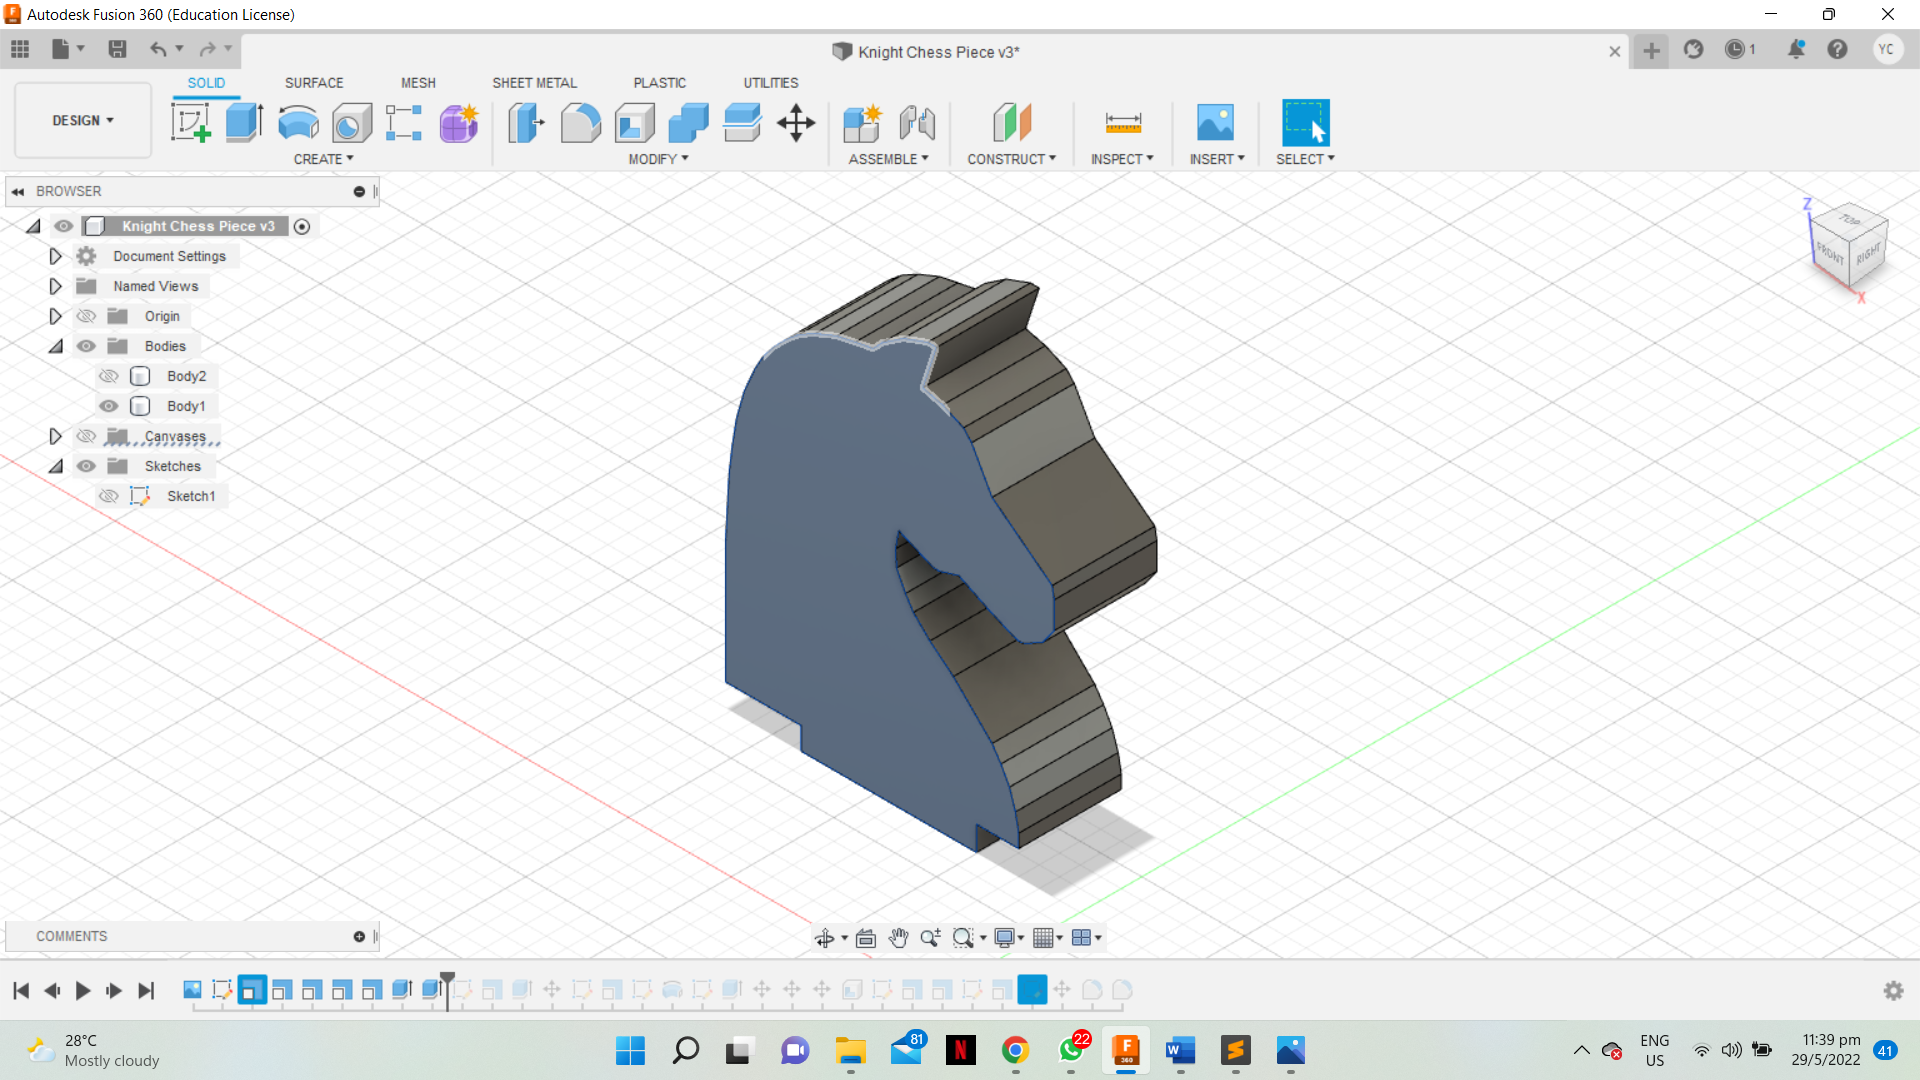 Autodesk Fusion 360 (Education License)
Knight Chess Piece v3*
1
YC
SOLID SURFACE MESH SHEET METAL PLASTIC UTILITIES
DESIGN
CREATE MODIFY ASSEMBLE CONSTRUCT INSPECT INSERT SELECT
BROWSER
Knight Chess Piece v3
Document Settings
Named Views
Origin
Bodies
Body2
Body1
Canvases
Sketches
Sketch1
Z
TOP
FRONT
RIGHT
X
COMMENTS
28°C
Mostly cloudy
81
N
22
F
360
W
S
ENG
US
11:39 pm
29/5/2022
41